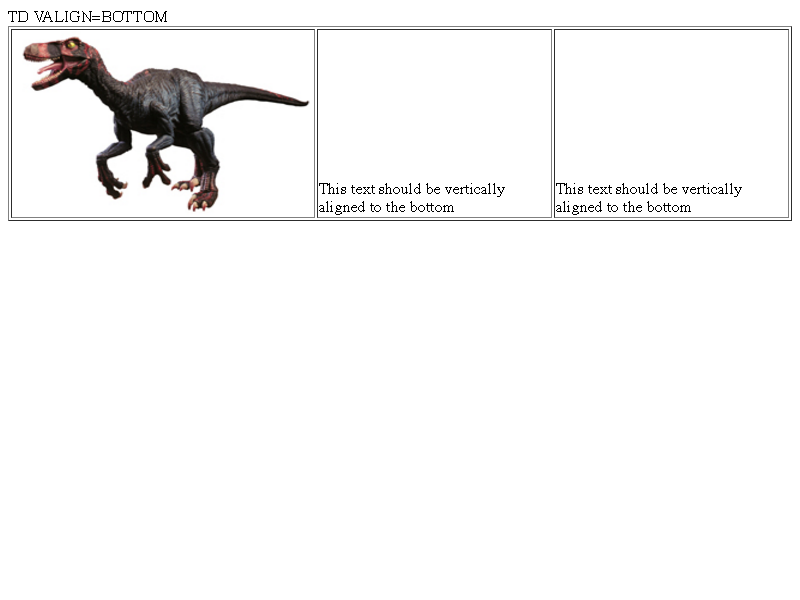 TD VALIGN=BOTTOM
This text should be vertically
aligned to the bottom
This text should be vertically
aligned to the bottom